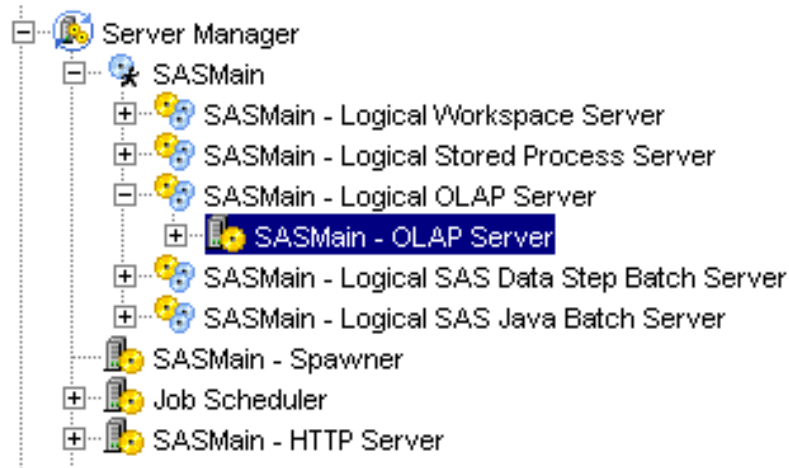 Server Manager
SASMain
SASMain - Logical Workspace Server
SASMain - Logical Stored Process Server
SASMain - Logical OLAP Server
SASMain - OLAP Server
SASMain - Logical SAS Data Step Batch Server
SASMain - Logical SAS Java Batch Server
SASMain - Spawner
Job Scheduler
SASMain - HTTP Server